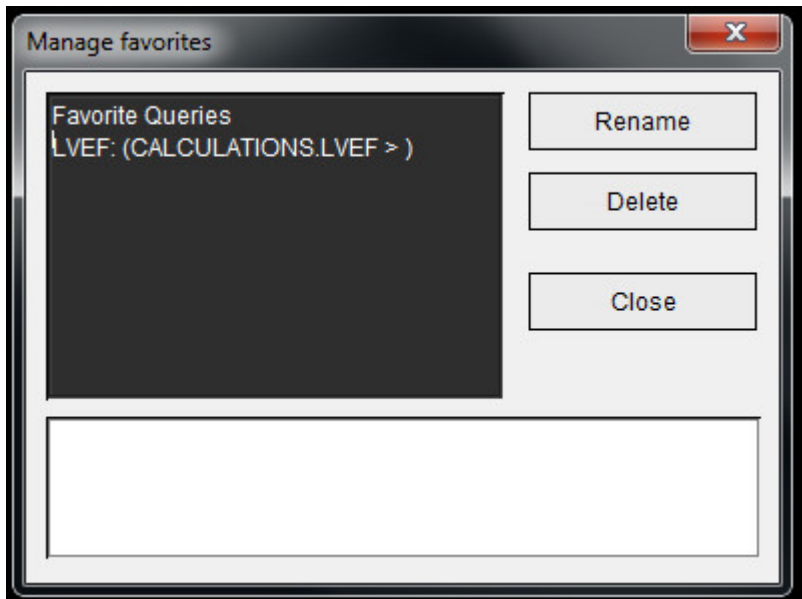 Manage favorites
Favorite Queries
LVEF: (CALCULATIONS.LVEF > )
Rename
Delete
Close